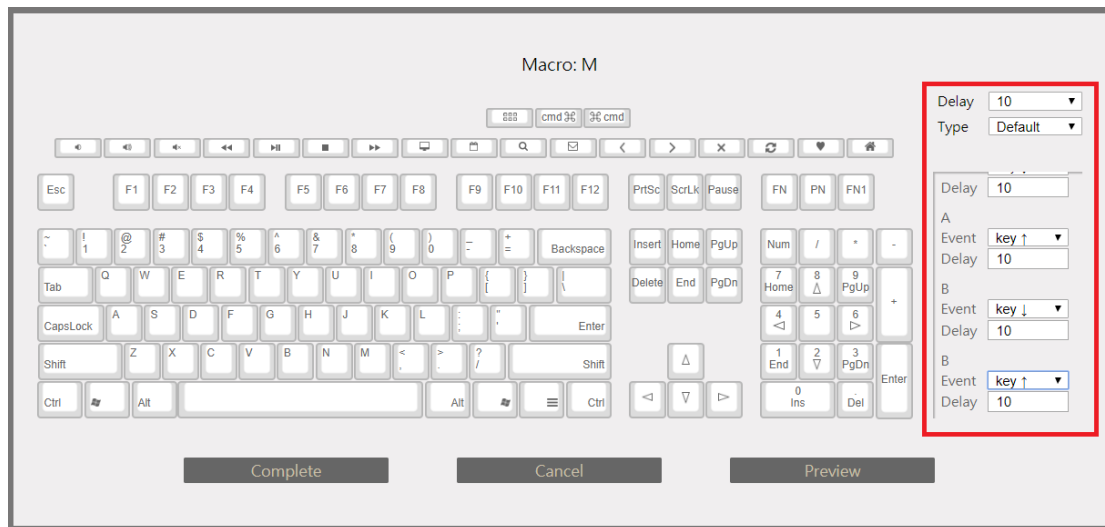 Macro: M
cmd ⌘ ⌘ cmd
Delay 10
Type Default
Esc F1 F2 F3 F4 F5 F6 F7 F8 F9 F10 F11 F12 PrtSc ScrLk Pause FN PN FN1
Delay 10
~ ` ! 1 @ 2 # 3 $ 4 % 5 ^ 6 & 7 * 8 ( 9 ) 0 _ - + = Backspace Insert Home PgUp Num / * -
A
Event key ↑
Delay 10
Tab Q W E R T Y U I O P { [ } ] | \ Delete End PgDn 7 Home 8 9 PgUp +
B
Event key ↓
Delay 10
CapsLock A S D F G H J K L : ; " ' Enter 4 5 6
Shift Z X C V B N M < , > . ? / Shift 1 End 2 3 PgDn Enter
B
Event key ↑
Delay 10
Ctrl Alt Alt Ctrl 0 Ins . Del
Complete Cancel Preview